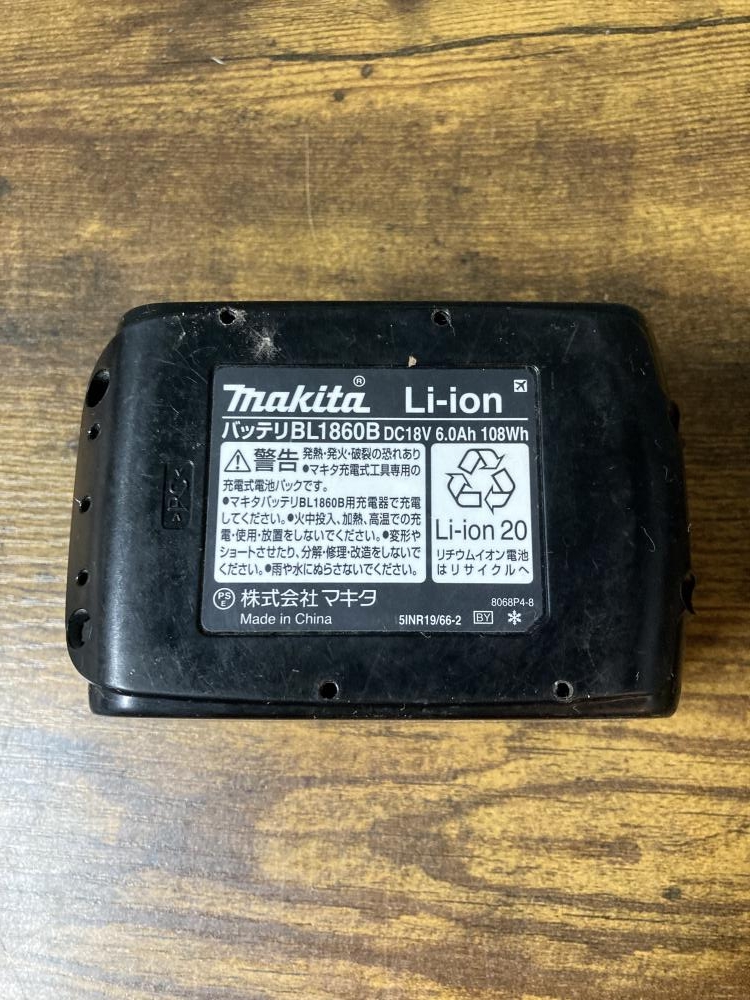 makita® Li-ion
バッテリBL1860B DC18V 6.0Ah 108Wh
警告 発熱・発火・破裂の恐れあり
●マキタ充電式工具専用の
充電式電池パックです。
●マキタバッテリBL1860B用充電器で充電
してください。●火中投入、加熱、高温での充
電・使用・放置をしないでください。●変形や
ショートさせたり、分解・修理・改造をしないで
ください。●雨や水にぬらさないでください。
Li-ion 20
リチウムイオン電池
はリサイクルへ
PSE 株式会社マキタ
Made in China
8068P4-8
5INR19/66-2 BY
>PC<